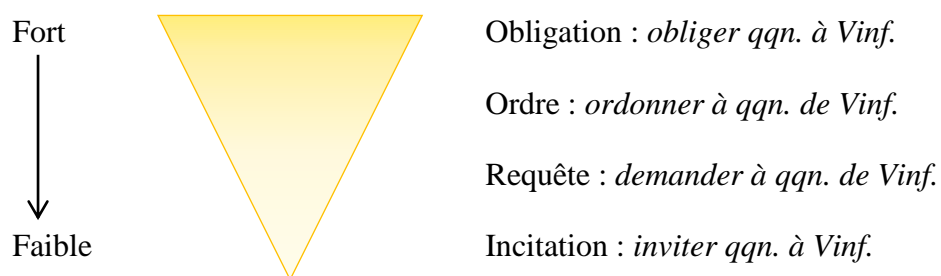 Fort
Obligation : obliger qqn. à Vinf.
Ordre : ordonner à qqn. de Vinf.
Requête : demander à qqn. de Vinf.
Faible
Incitation : inviter qqn. à Vinf.